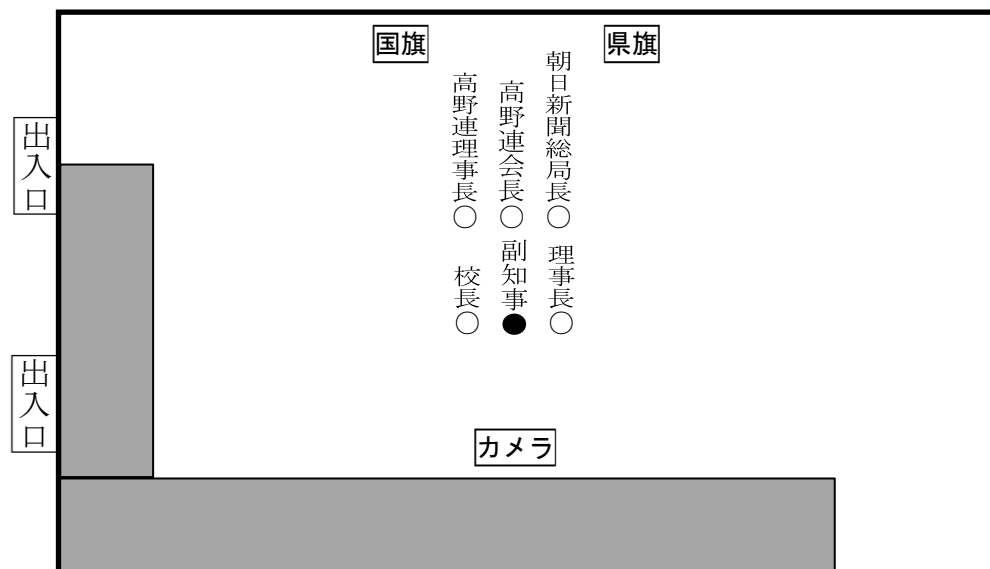 国旗
県旗
朝日新聞総局長○
高野連会長○
高野連理事長○
理事長○
副知事●
校長○
出入口
出入口
カメラ